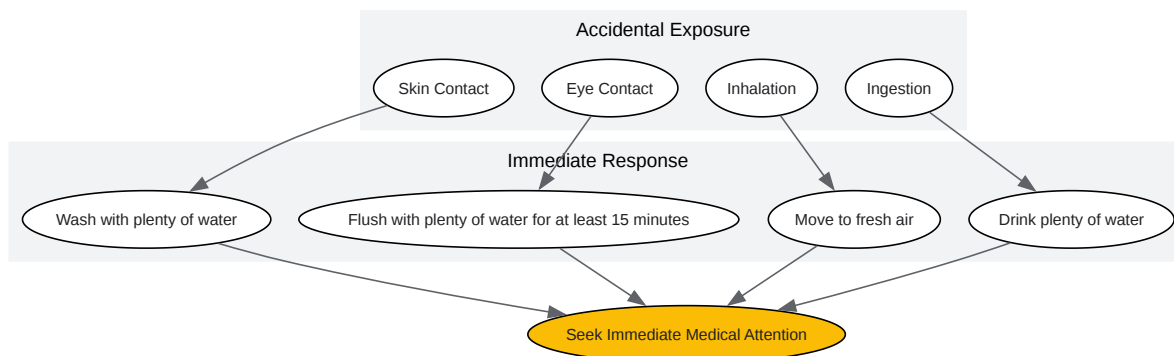 Accidental Exposure
Skin Contact
Eye Contact
Inhalation
Ingestion
Immediate Response
Wash with plenty of water
Flush with plenty of water for at least 15 minutes
Move to fresh air
Drink plenty of water
Seek Immediate Medical Attention